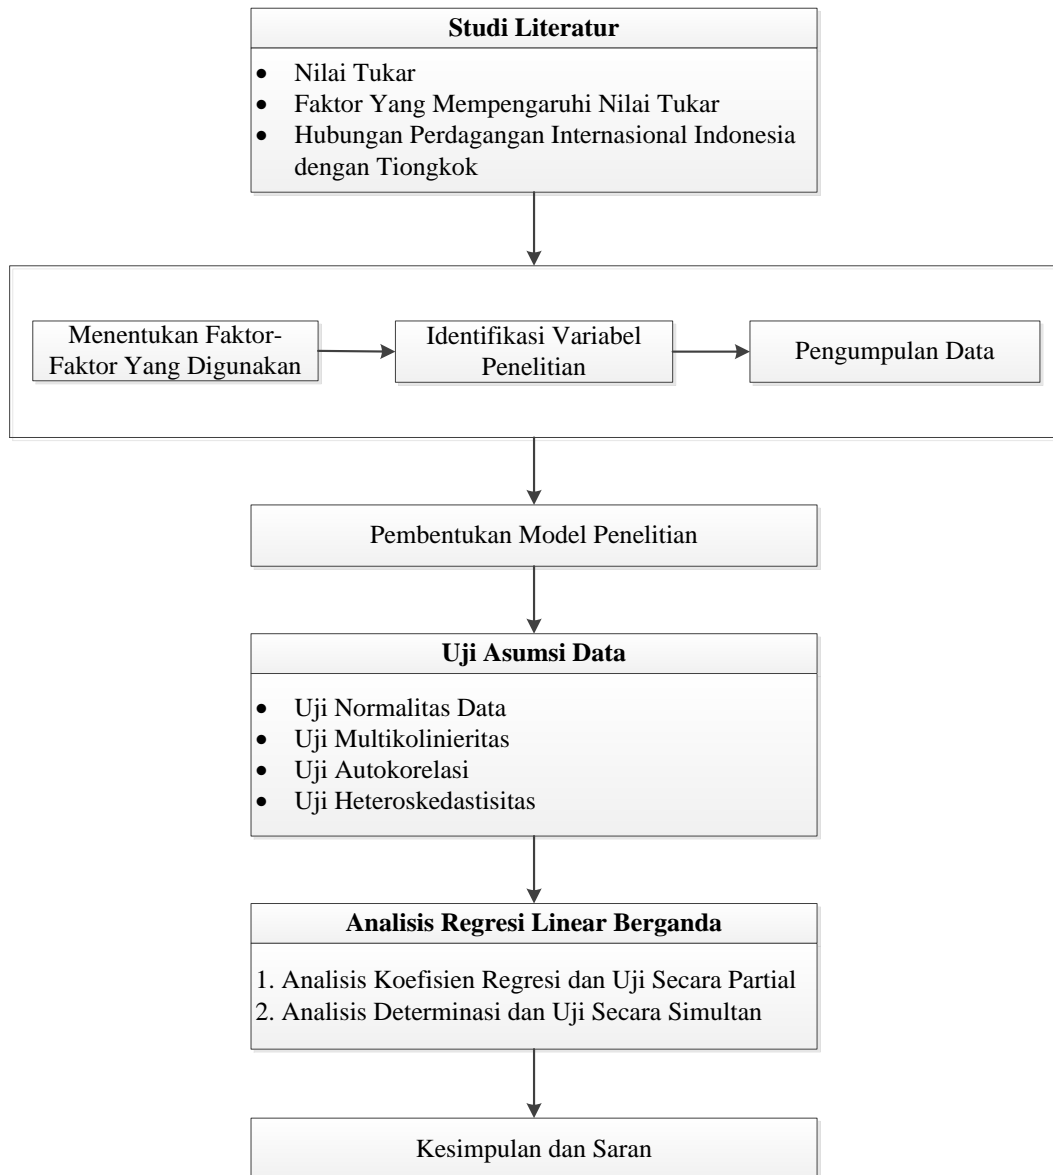 Studi Literatur
• Nilai Tukar
• Faktor Yang Mempengaruhi Nilai Tukar
• Hubungan Perdagangan Internasional Indonesia
dengan Tiongkok
Menentukan Faktor-
Faktor Yang Digunakan
Identifikasi Variabel
Penelitian
Pengumpulan Data
Pembentukan Model Penelitian
Uji Asumsi Data
• Uji Normalitas Data
• Uji Multikolinieritas
• Uji Autokorelasi
• Uji Heteroskedastisitas
Analisis Regresi Linear Berganda
1. Analisis Koefisien Regresi dan Uji Secara Partial
2. Analisis Determinasi dan Uji Secara Simultan
Kesimpulan dan Saran